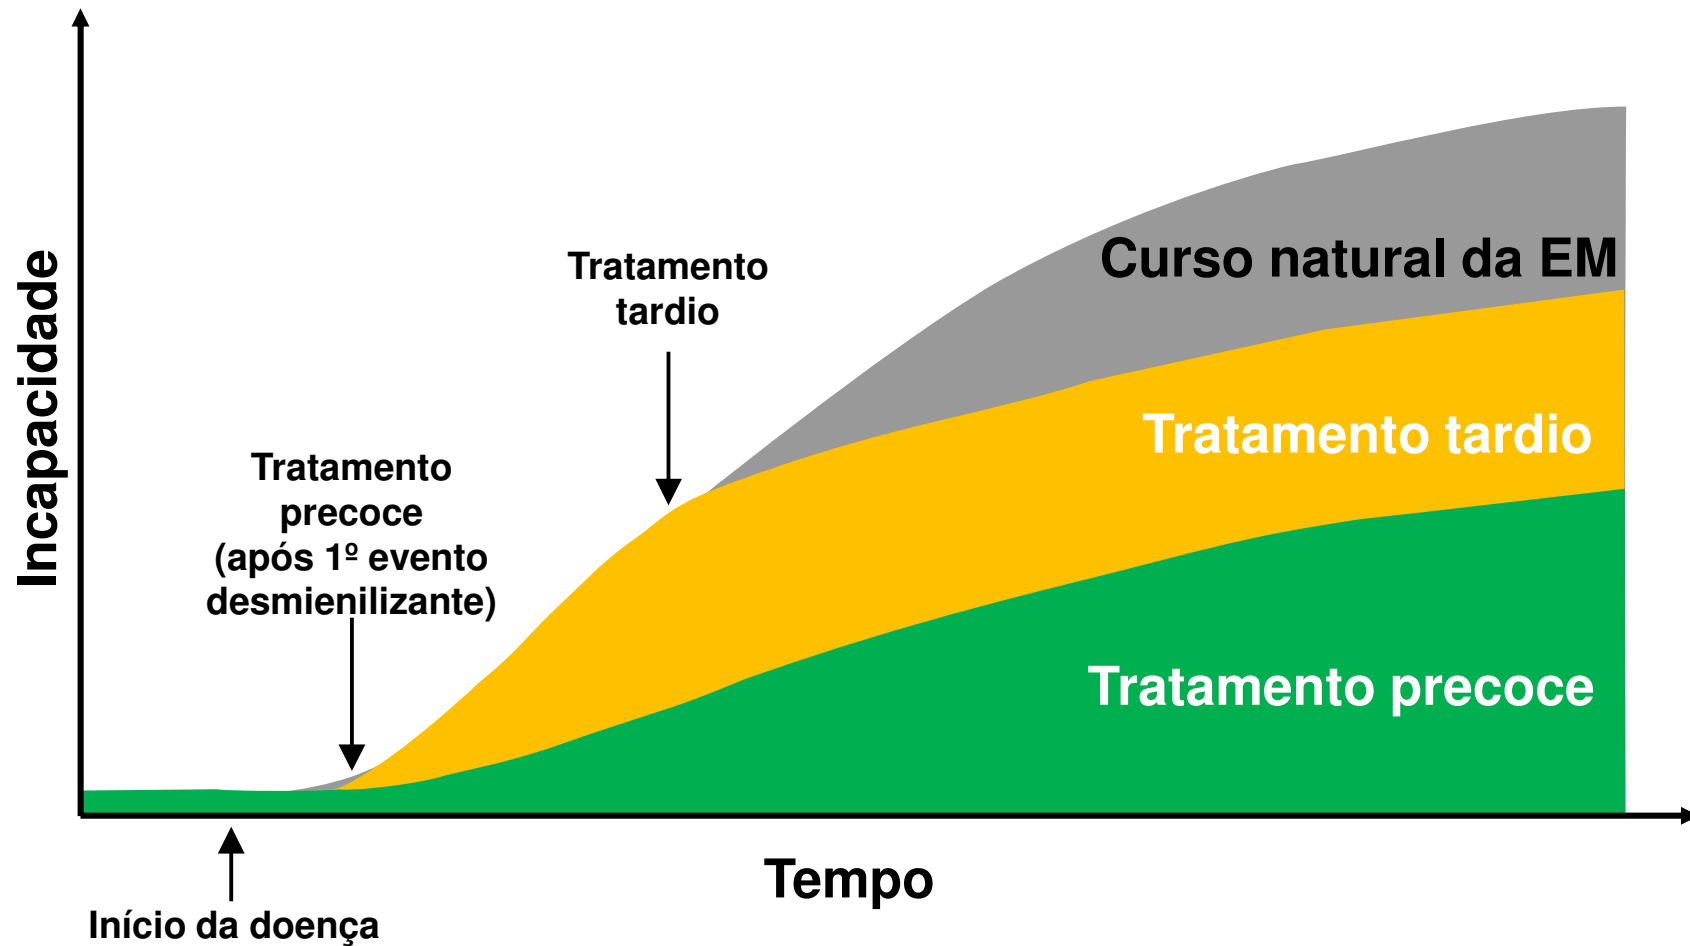 Incapacidade
Tratamento
tardio
Tratamento
precoce
(após 1º evento
desmienilizante)
Curso natural da EM
Tratamento tardio
Tratamento precoce
Tempo
Início da doença